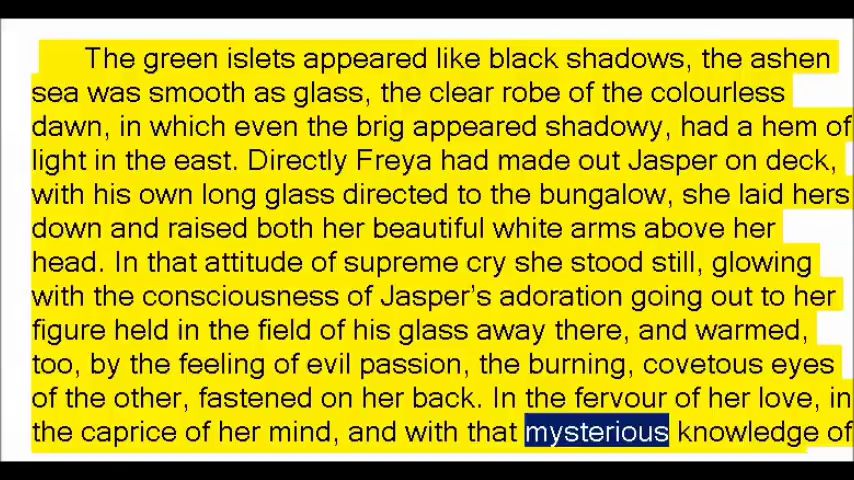 The green islets appeared like black shadows, the ashen
sea was smooth as glass, the clear robe of the colourless
dawn, in which even the brig appeared shadowy, had a hem of
light in the east. Directly Freya had made out Jasper on deck,
with his own long glass directed to the bungalow, she laid hers
down and raised both her beautiful white arms above her
head. In that attitude of supreme cry she stood still, glowing
with the consciousness of Jasper’s adoration going out to her
figure held in the field of his glass away there, and warmed,
too, by the feeling of evil passion, the burning, covetous eyes
of the other, fastened on her back. In the fervour of her love, in
the caprice of her mind, and with that mysterious knowledge of